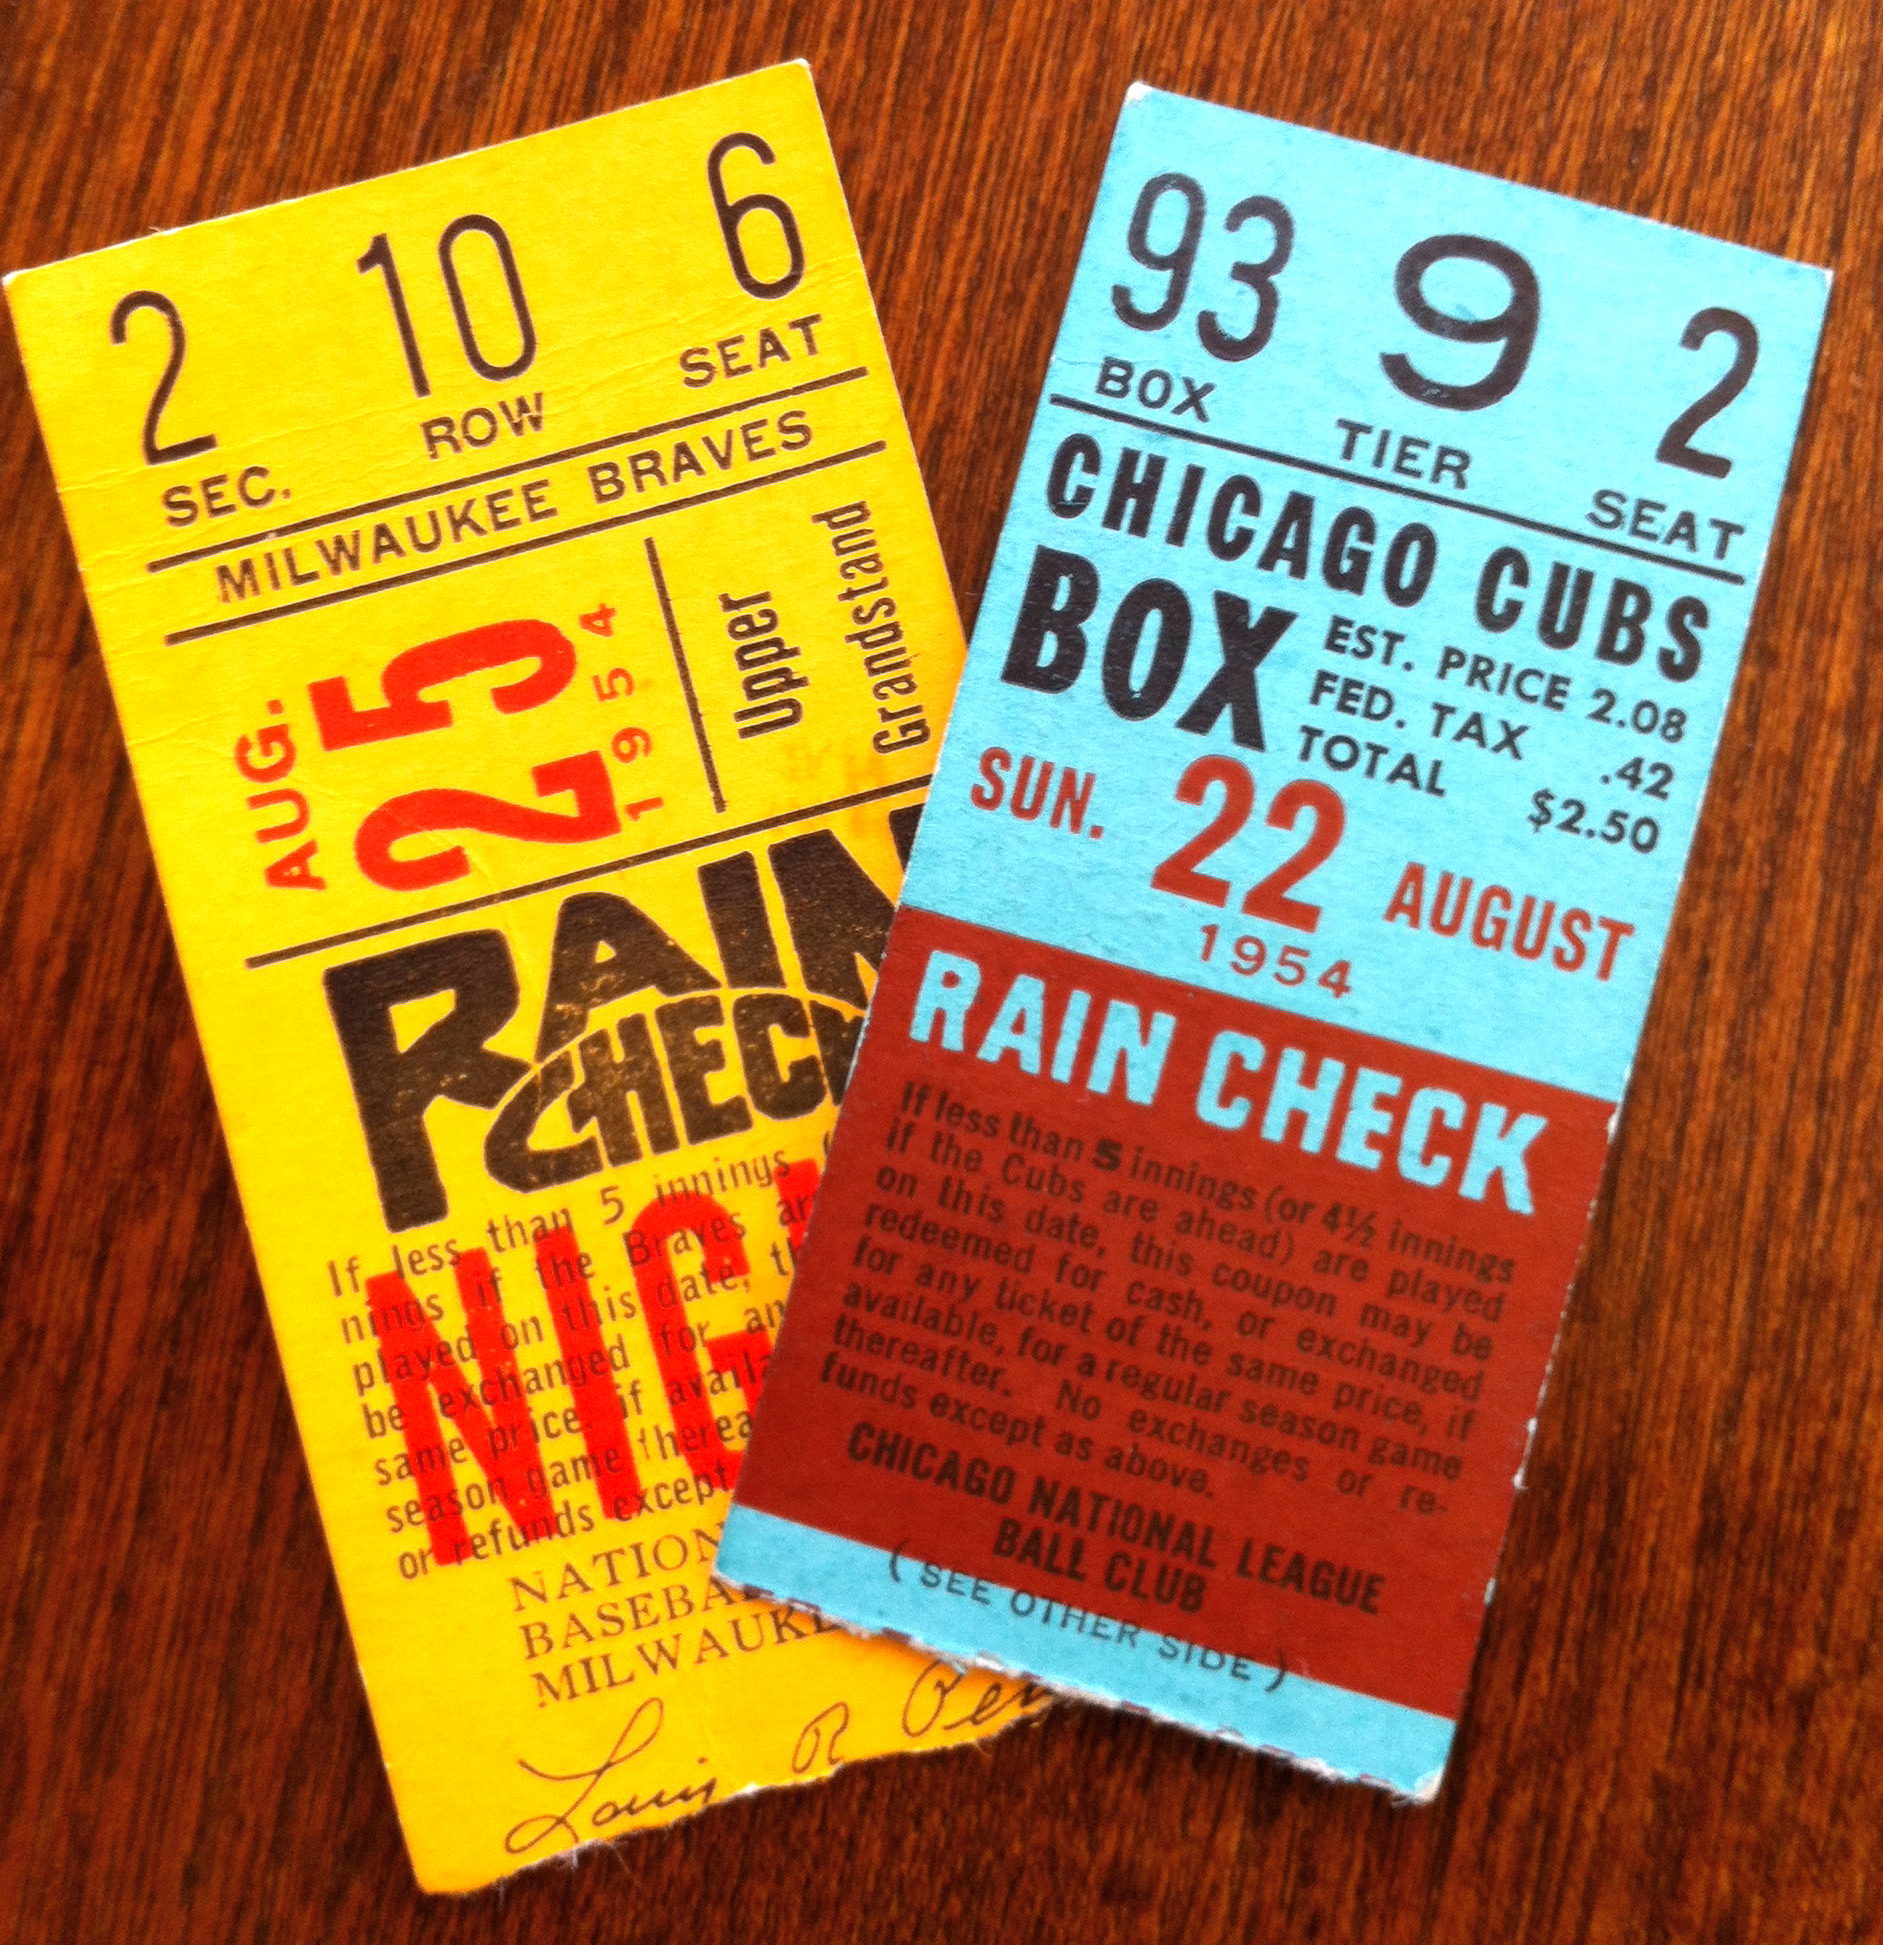 2 10 6
SEC. ROW SEAT
MILWAUKEE BRAVES
AUG.
25
1954
Upper
Grandstand
RAIN
CHECK
If less than 5 innings
nings if the Braves
played on this date,
be exchanged for
same price, if
season game
or refunds except
NATIONAL
BASEBALL
MILWAUKEE
Louis R
93 9 2
BOX TIER SEAT
CHICAGO CUBS
BOX
EST. PRICE 2.08
FED. TAX .42
TOTAL $2.50
SUN. 22 AUGUST
1954
RAIN CHECK
If less than 5 innings (or 4½ innings
if the Cubs are ahead) are played
on this date, this coupon may be
redeemed for cash, or exchanged
for any ticket of the same price, if
available, for a regular season game
thereafter. No exchanges or re-
funds except as above.
CHICAGO NATIONAL LEAGUE
BALL CLUB
( SEE OTHER SIDE )